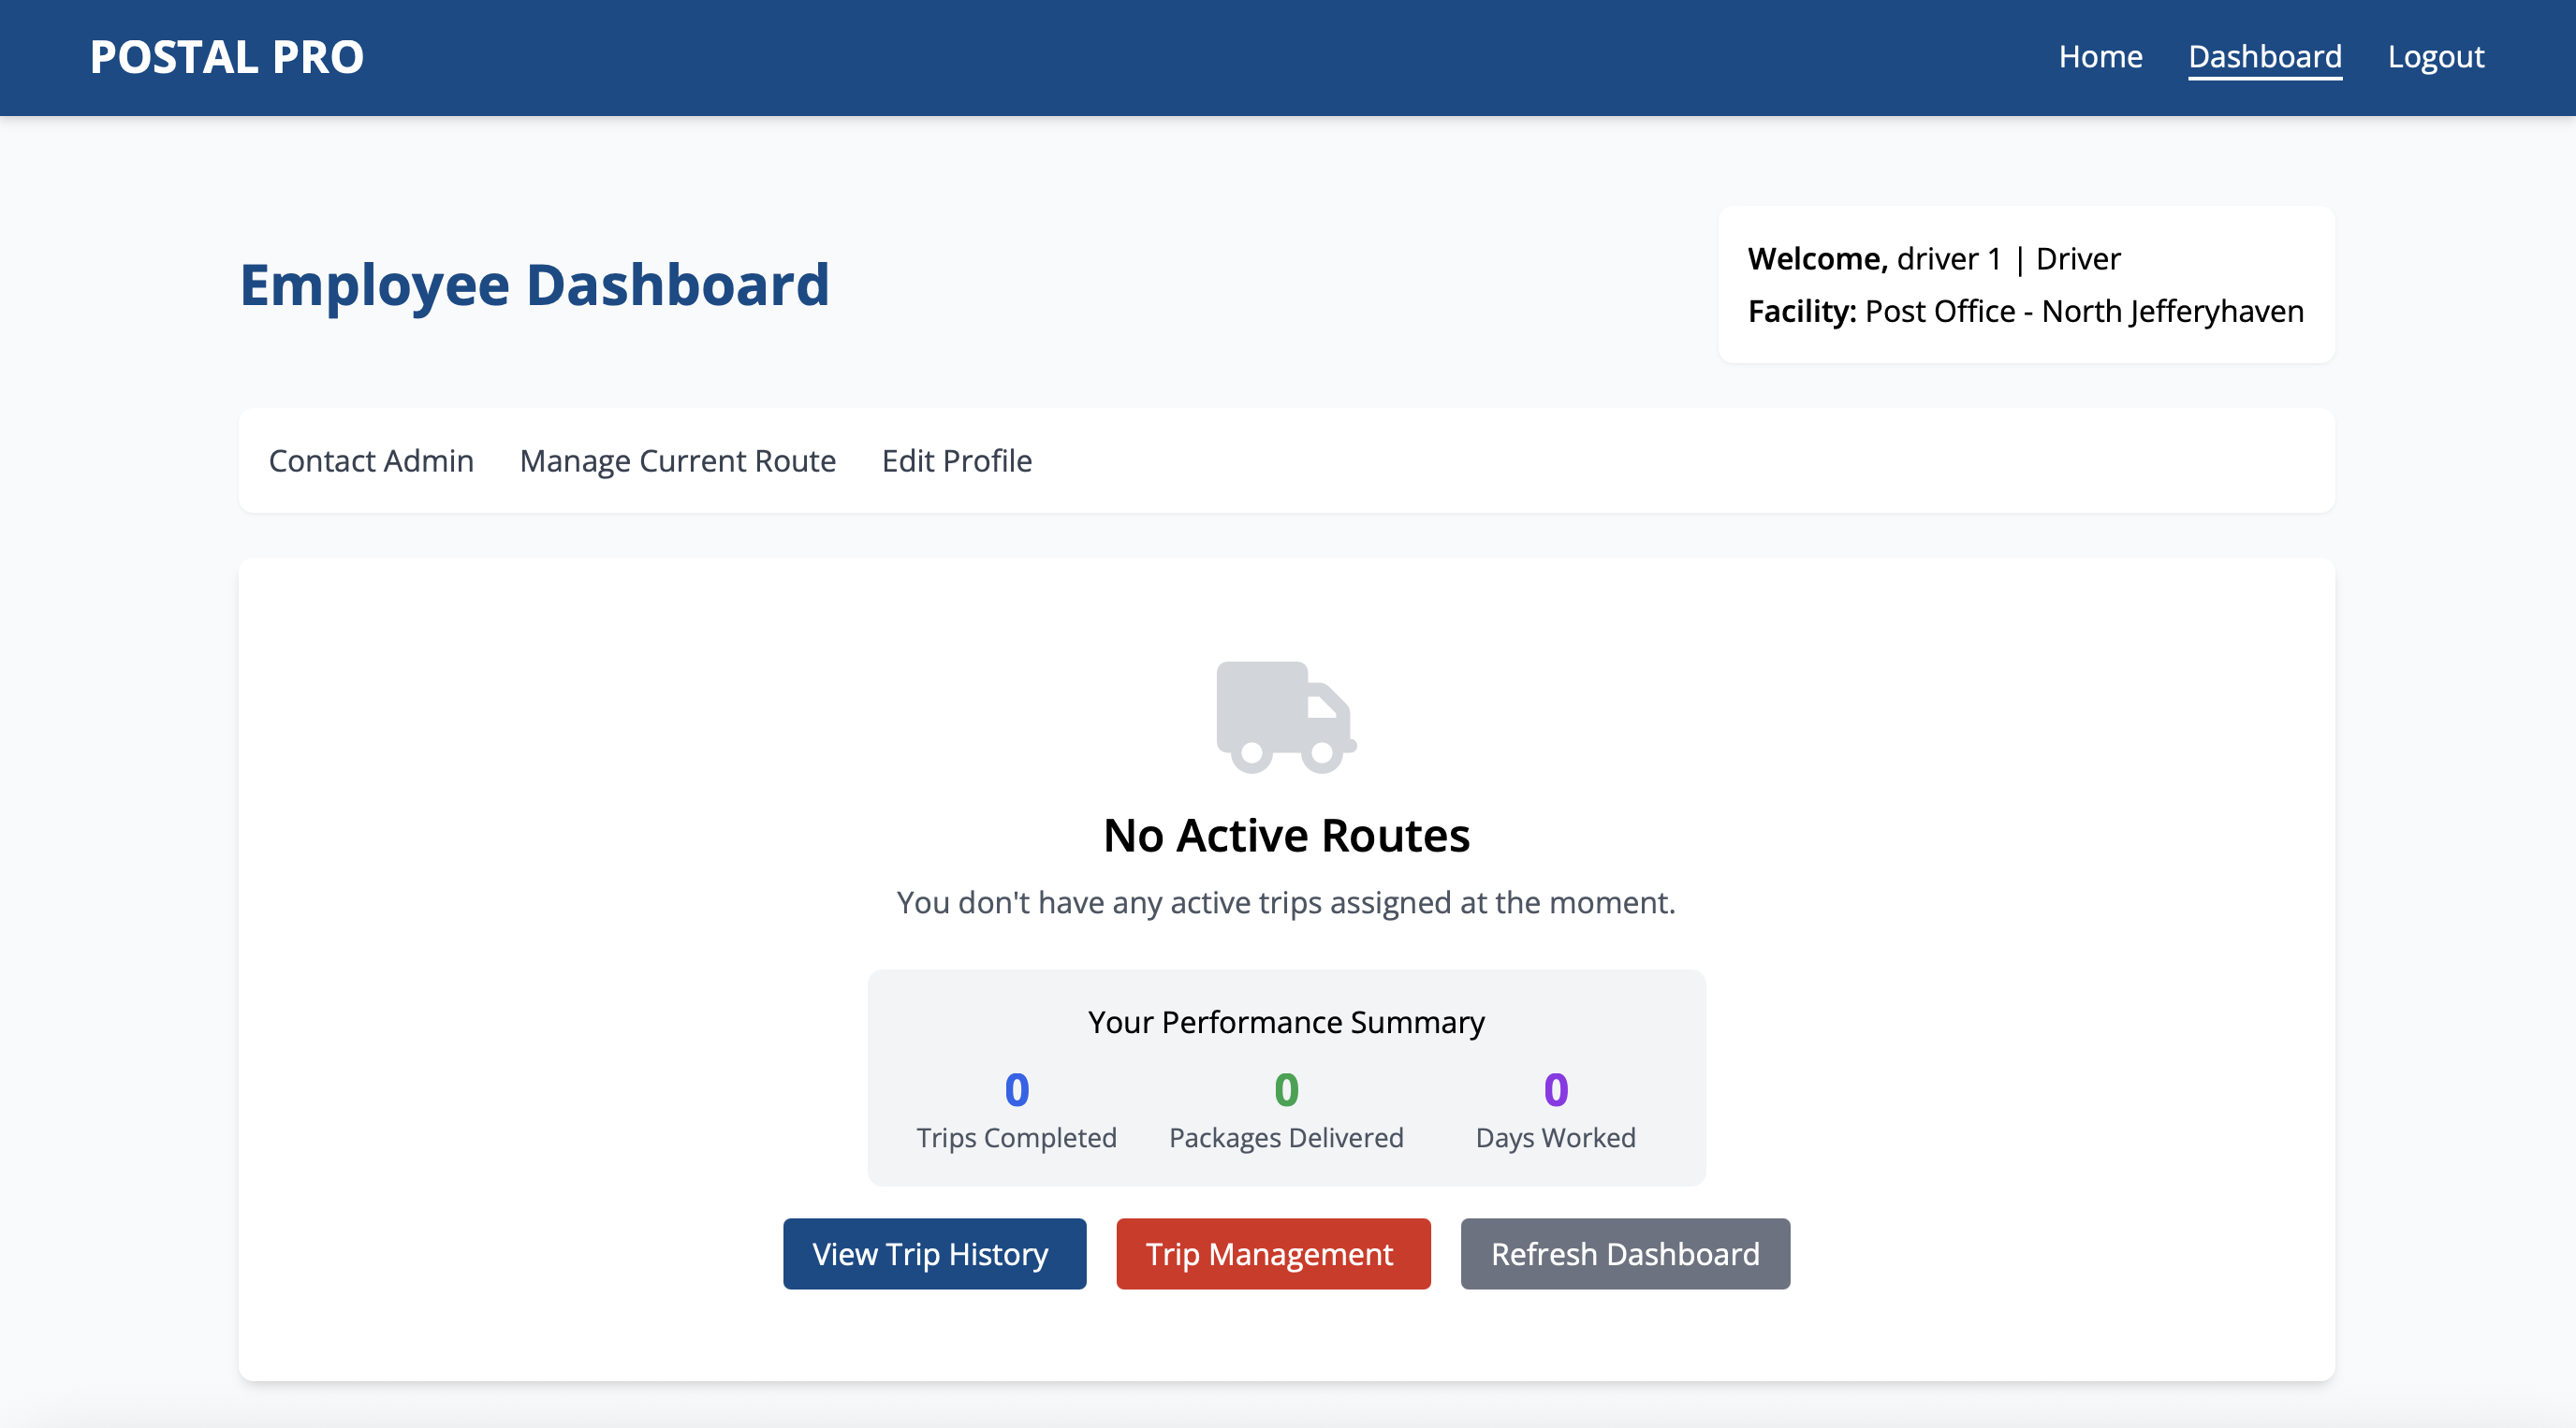 POSTAL PRO
Home Dashboard Logout
Employee Dashboard
Welcome, driver 1 | Driver
Facility: Post Office - North Jefferyhaven
Contact Admin Manage Current Route Edit Profile
No Active Routes
You don't have any active trips assigned at the moment.
Your Performance Summary
0 0 0
Trips Completed Packages Delivered Days Worked
View Trip History Trip Management Refresh Dashboard